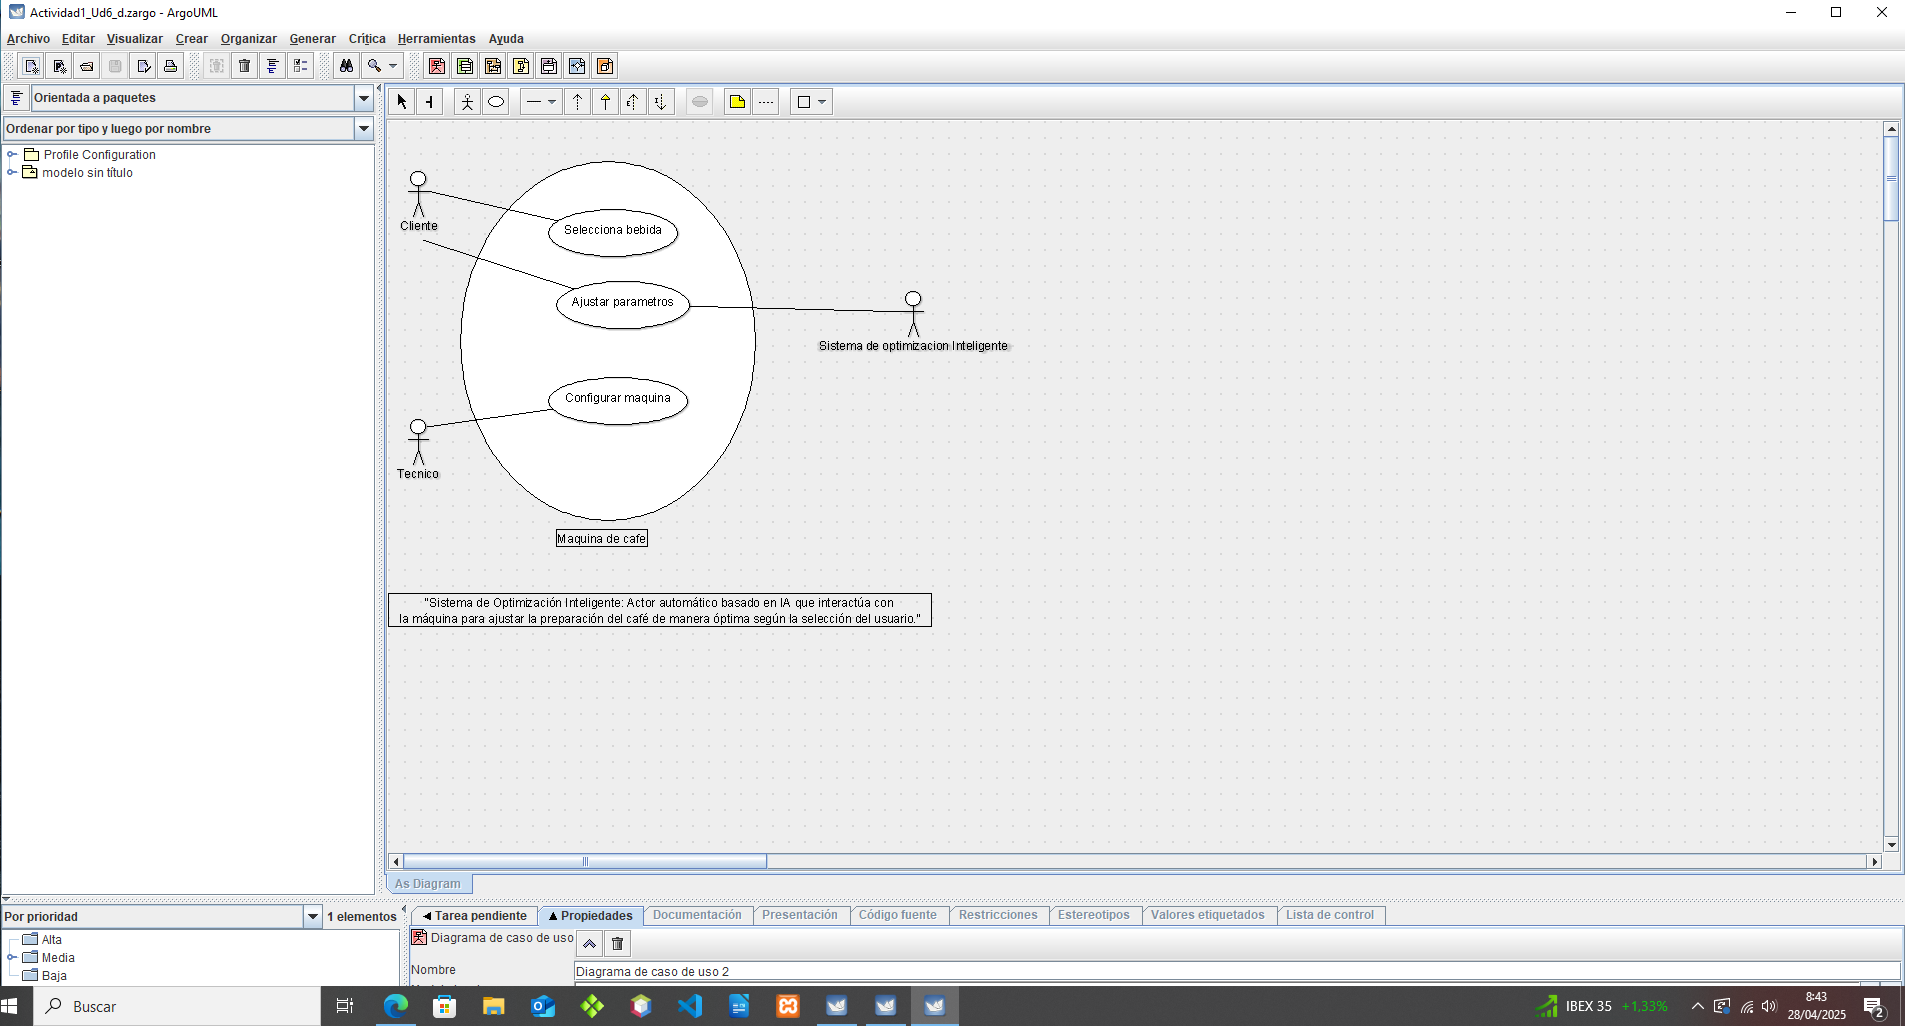 Actividad1_Ud6_d.zargo - ArgoUML
Archivo Editar Visualizar Crear Organizar Generar Crítica Herramientas Ayuda
Orientada a paquetes
Ordenar por tipo y luego por nombre
Profile Configuration
modelo sin título
Cliente
Selecciona bebida
Ajustar parametros
Sistema de optimizacion Inteligente
Configurar maquina
Tecnico
Maquina de cafe
"Sistema de Optimización Inteligente: Actor automático basado en IA que interactúa con
la máquina para ajustar la preparación del café de manera óptima según la selección del usuario."
As Diagram
Por prioridad
1 elementos
Alta
Media
Baja
Tarea pendiente Propiedades Documentación Presentación Código fuente Restricciones Estereotipos Valores etiquetados Lista de control
Diagrama de caso de uso
Nombre
Diagrama de caso de uso 2
Buscar
IBEX 35 +1,33%
8:43
28/04/2025
2